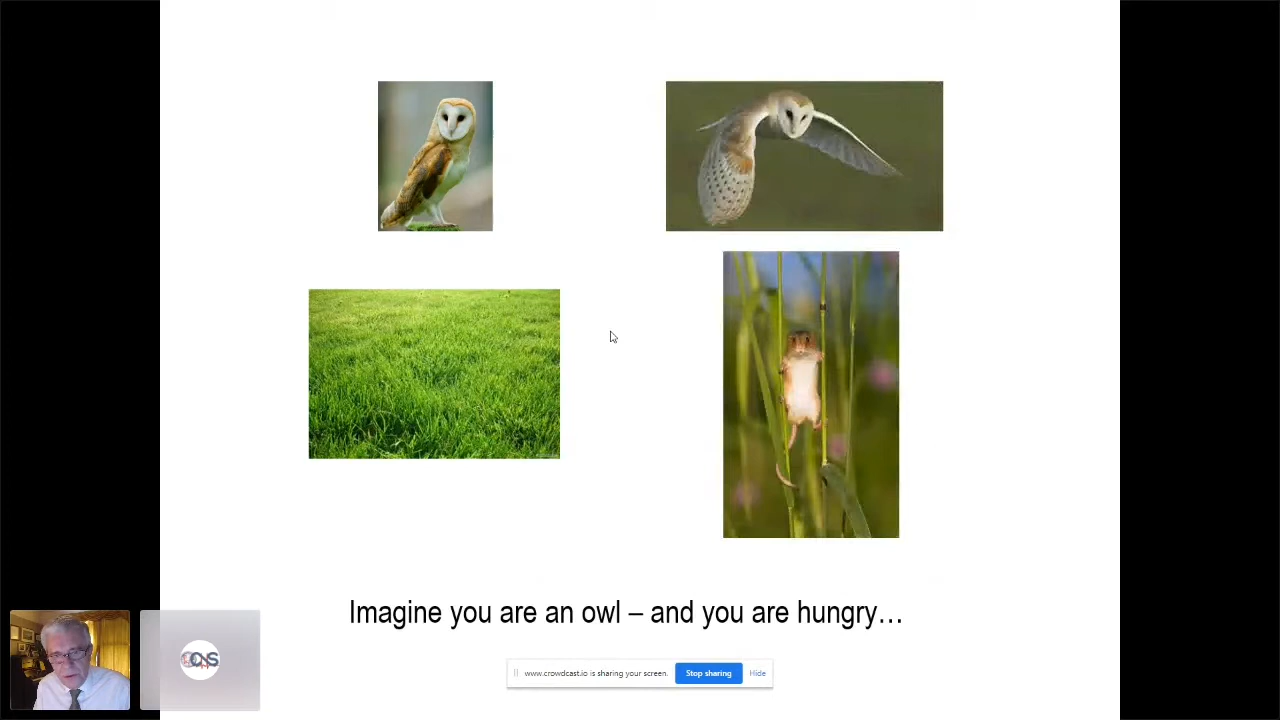 Imagine you are an owl – and you are hungry…
CNS
www.crowdcast.io is sharing your screen.
Stop sharing
Hide